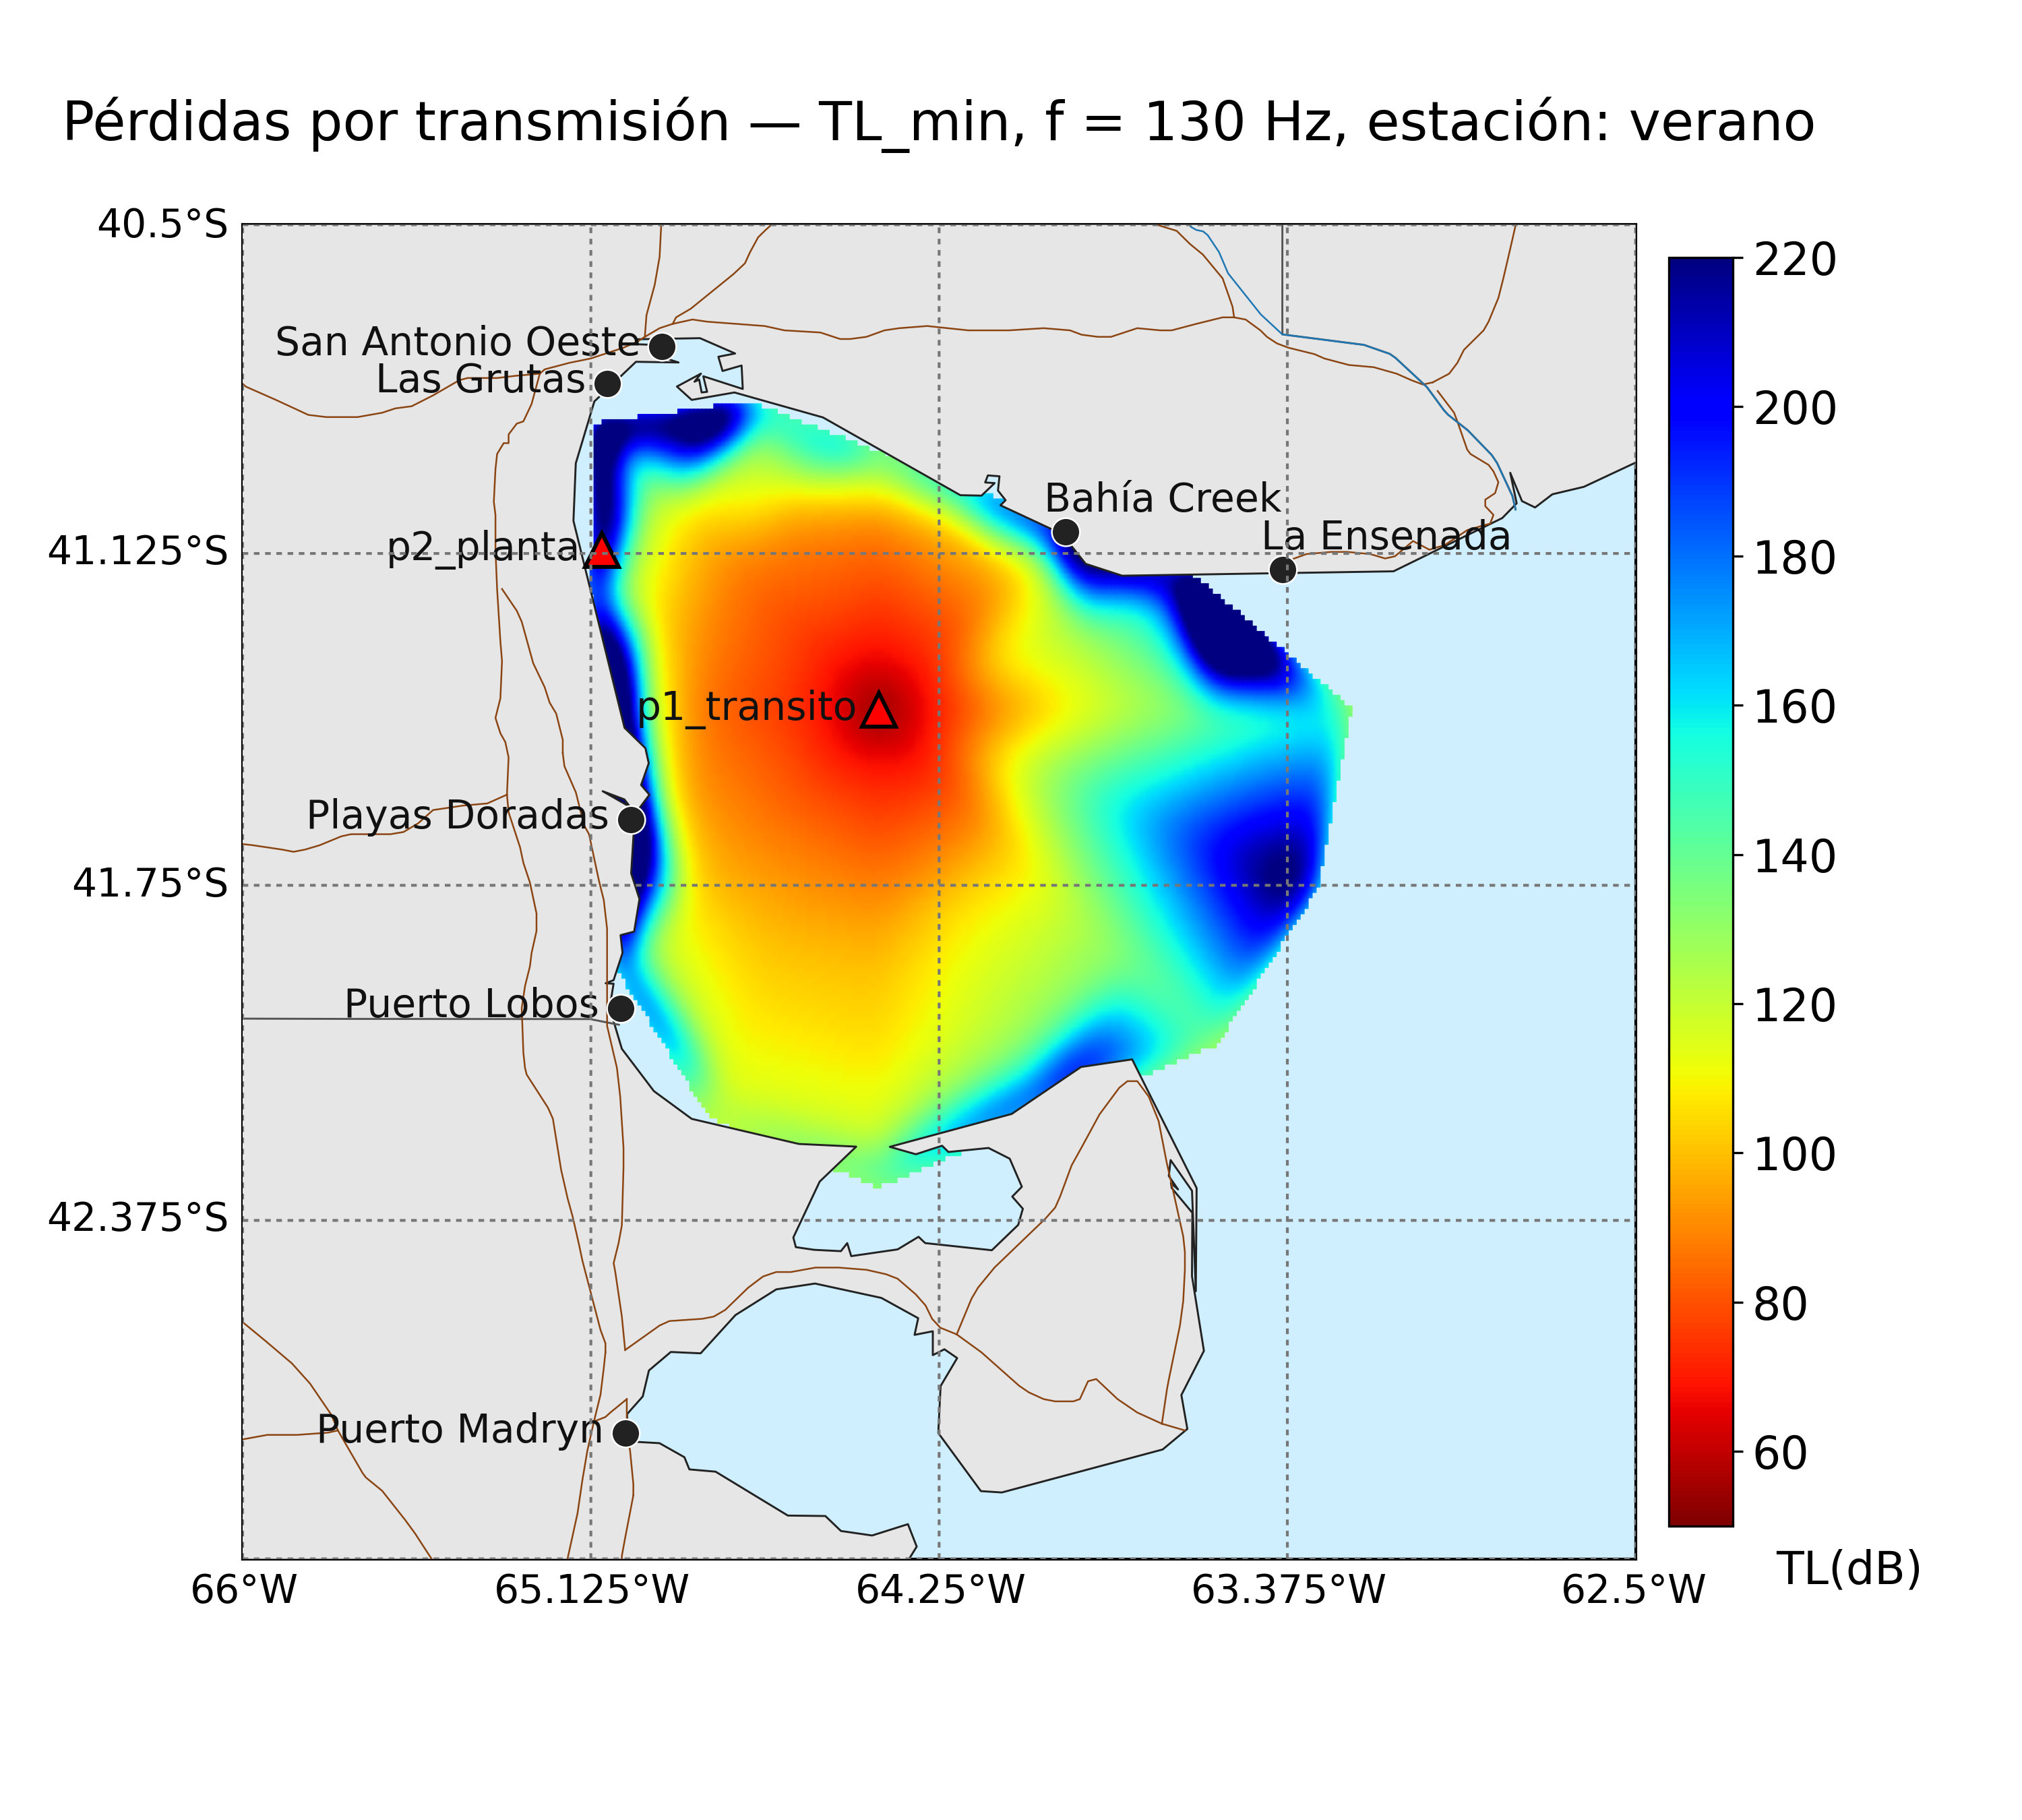 Pérdidas por transmisión — TL_min, f = 130 Hz, estación: verano
40.5°S
220
San Antonio Oeste
Las Grutas
200
Bahía Creek
La Ensenada
p2_planta
41.125°S
180
p1_transito
160
Playas Doradas
140
41.75°S
Puerto Lobos
120
100
42.375°S
80
Puerto Madryn
60
TL(dB)
66°W 65.125°W 64.25°W 63.375°W 62.5°W